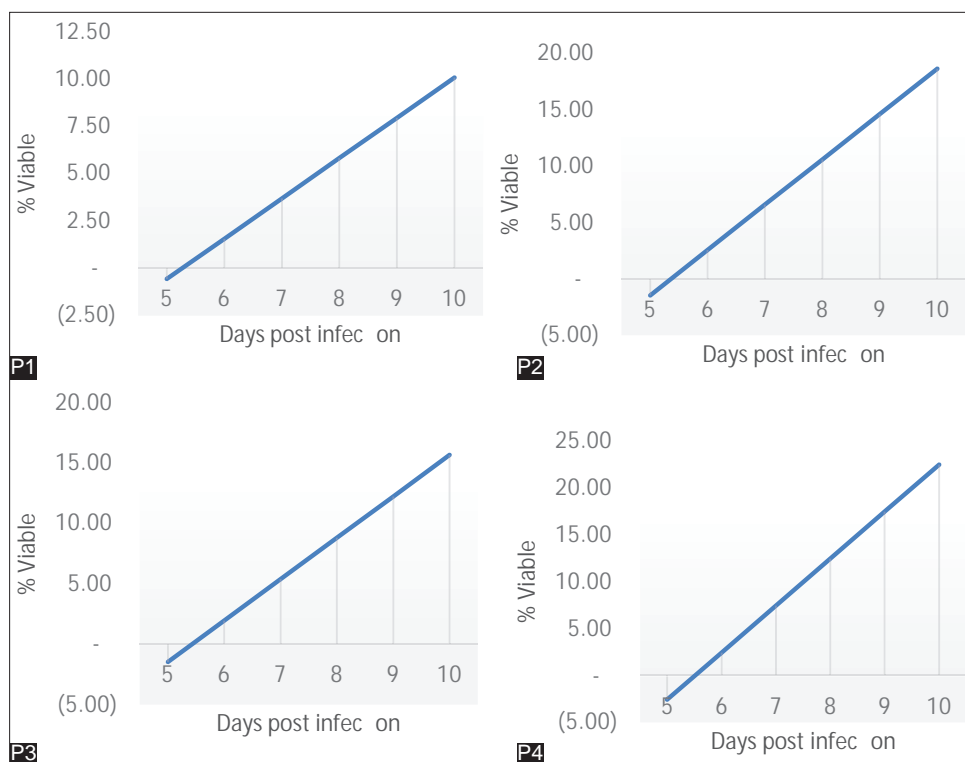 12.50
10.00
7.50
5.00
2.50
-
(2.50)
% Viable
5 6 7 8 9 10
Days post infec on
P1
20.00
15.00
10.00
5.00
-
(5.00)
% Viable
5 6 7 8 9 10
Days post infec on
P2
20.00
15.00
10.00
5.00
-
(5.00)
% Viable
5 6 7 8 9 10
Days post infec on
P3
25.00
20.00
15.00
10.00
5.00
-
(5.00)
% Viable
5 6 7 8 9 10
Days post infec on
P4